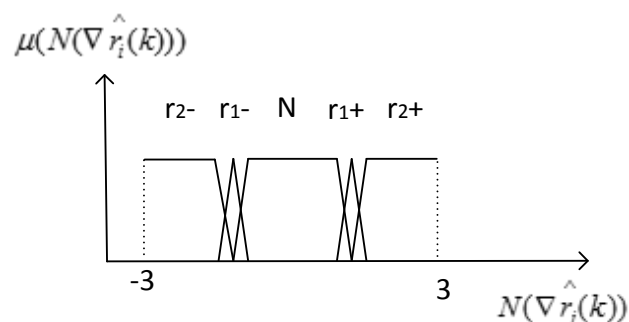 μ(N(∇r̂ᵢ(k)))
r2- r1- N r1+ r2+
-3 3
N(∇r̂ᵢ(k))